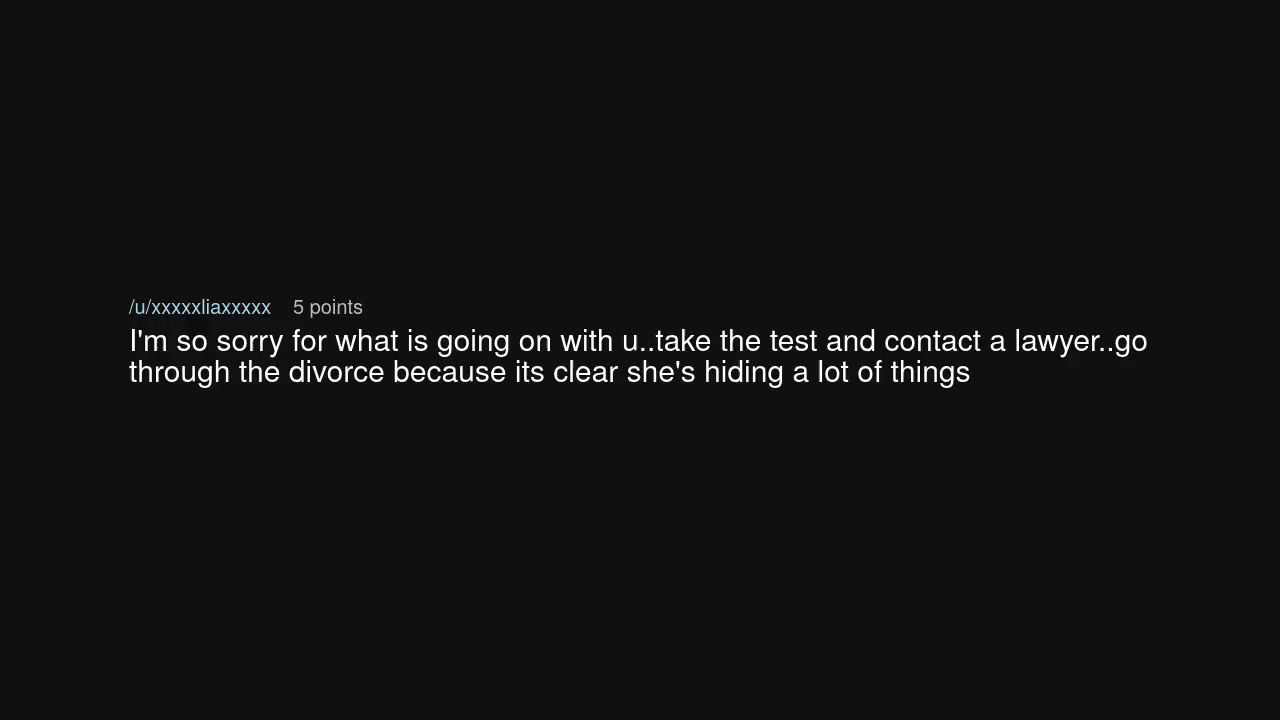 /u/xxxxxliaxxxxx 5 points
I'm so sorry for what is going on with u..take the test and contact a lawyer..go
through the divorce because its clear she's hiding a lot of things